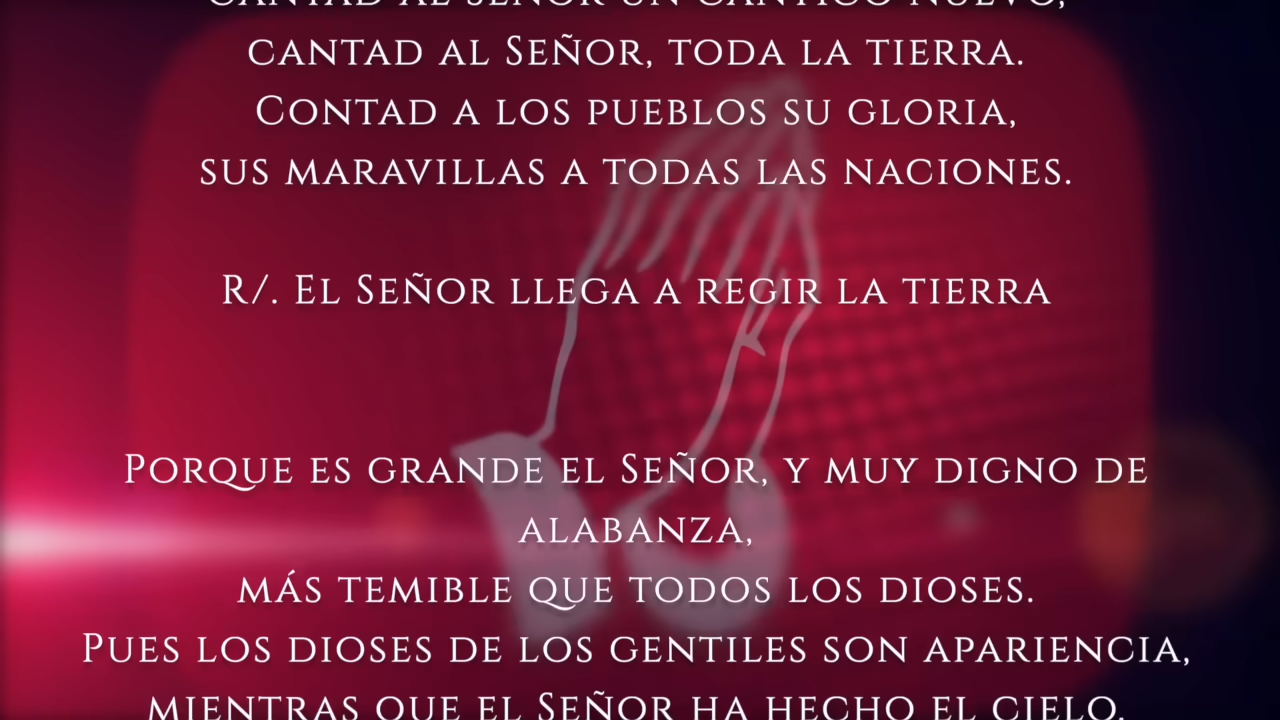 Cantad al Señor un cántico nuevo,
cantad al Señor, toda la tierra.
Contad a los pueblos su gloria,
sus maravillas a todas las naciones.
R/. El Señor llega a regir la tierra
Porque es grande el Señor, y muy digno de
alabanza,
más temible que todos los dioses.
Pues los dioses de los gentiles son apariencia,
mientras que el Señor ha hecho el cielo.